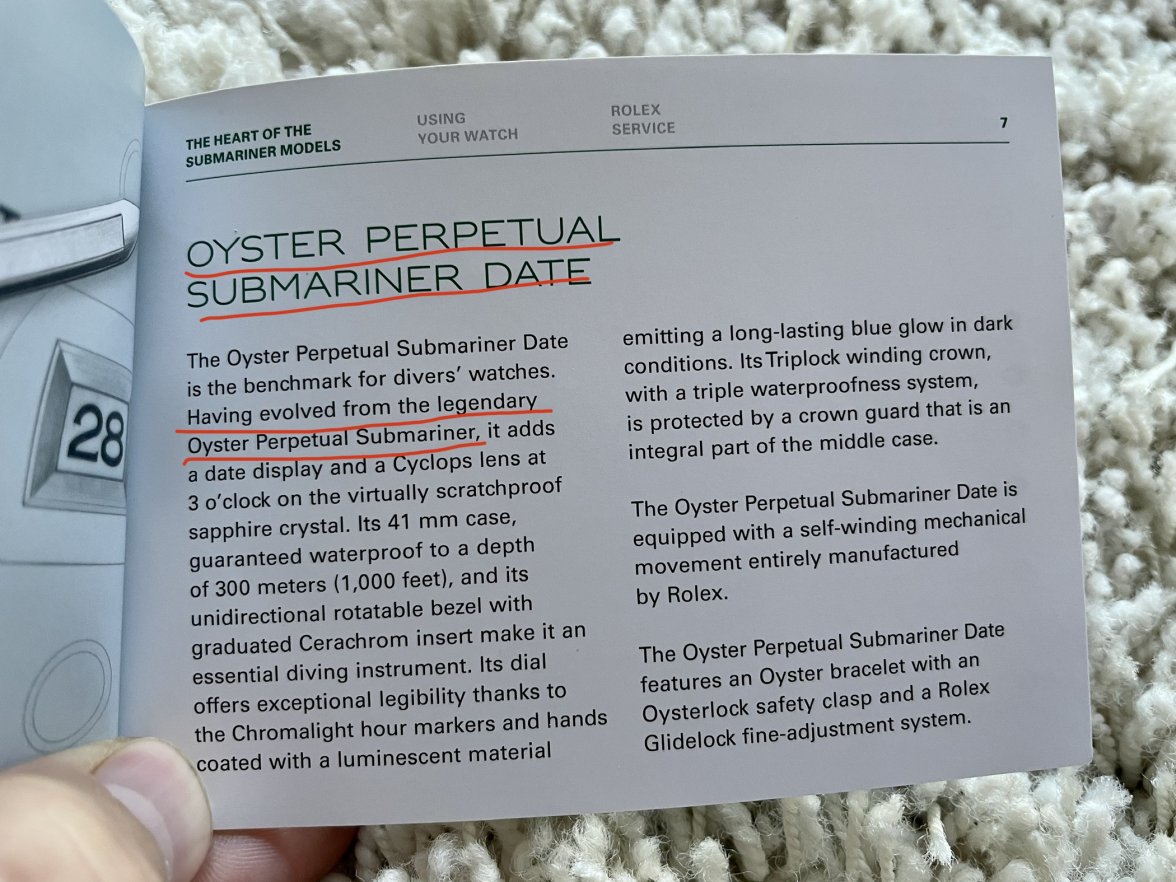 THE HEART OF THE
SUBMARINER MODELS
USING
YOUR WATCH
ROLEX
SERVICE
7
OYSTER PERPETUAL
SUBMARINER DATE
The Oyster Perpetual Submariner Date
is the benchmark for divers’ watches.
Having evolved from the legendary
Oyster Perpetual Submariner, it adds
a date display and a Cyclops lens at
3 o’clock on the virtually scratchproof
sapphire crystal. Its 41 mm case,
guaranteed waterproof to a depth
of 300 meters (1,000 feet), and its
unidirectional rotatable bezel with
graduated Cerachrom insert make it an
essential diving instrument. Its dial
offers exceptional legibility thanks to
the Chromalight hour markers and hands
coated with a luminescent material
emitting a long-lasting blue glow in dark
conditions. Its Triplock winding crown,
with a triple waterproofness system,
is protected by a crown guard that is an
integral part of the middle case.
The Oyster Perpetual Submariner Date is
equipped with a self-winding mechanical
movement entirely manufactured
by Rolex.
The Oyster Perpetual Submariner Date
features an Oyster bracelet with an
Oysterlock safety clasp and a Rolex
Glidelock fine-adjustment system.
28